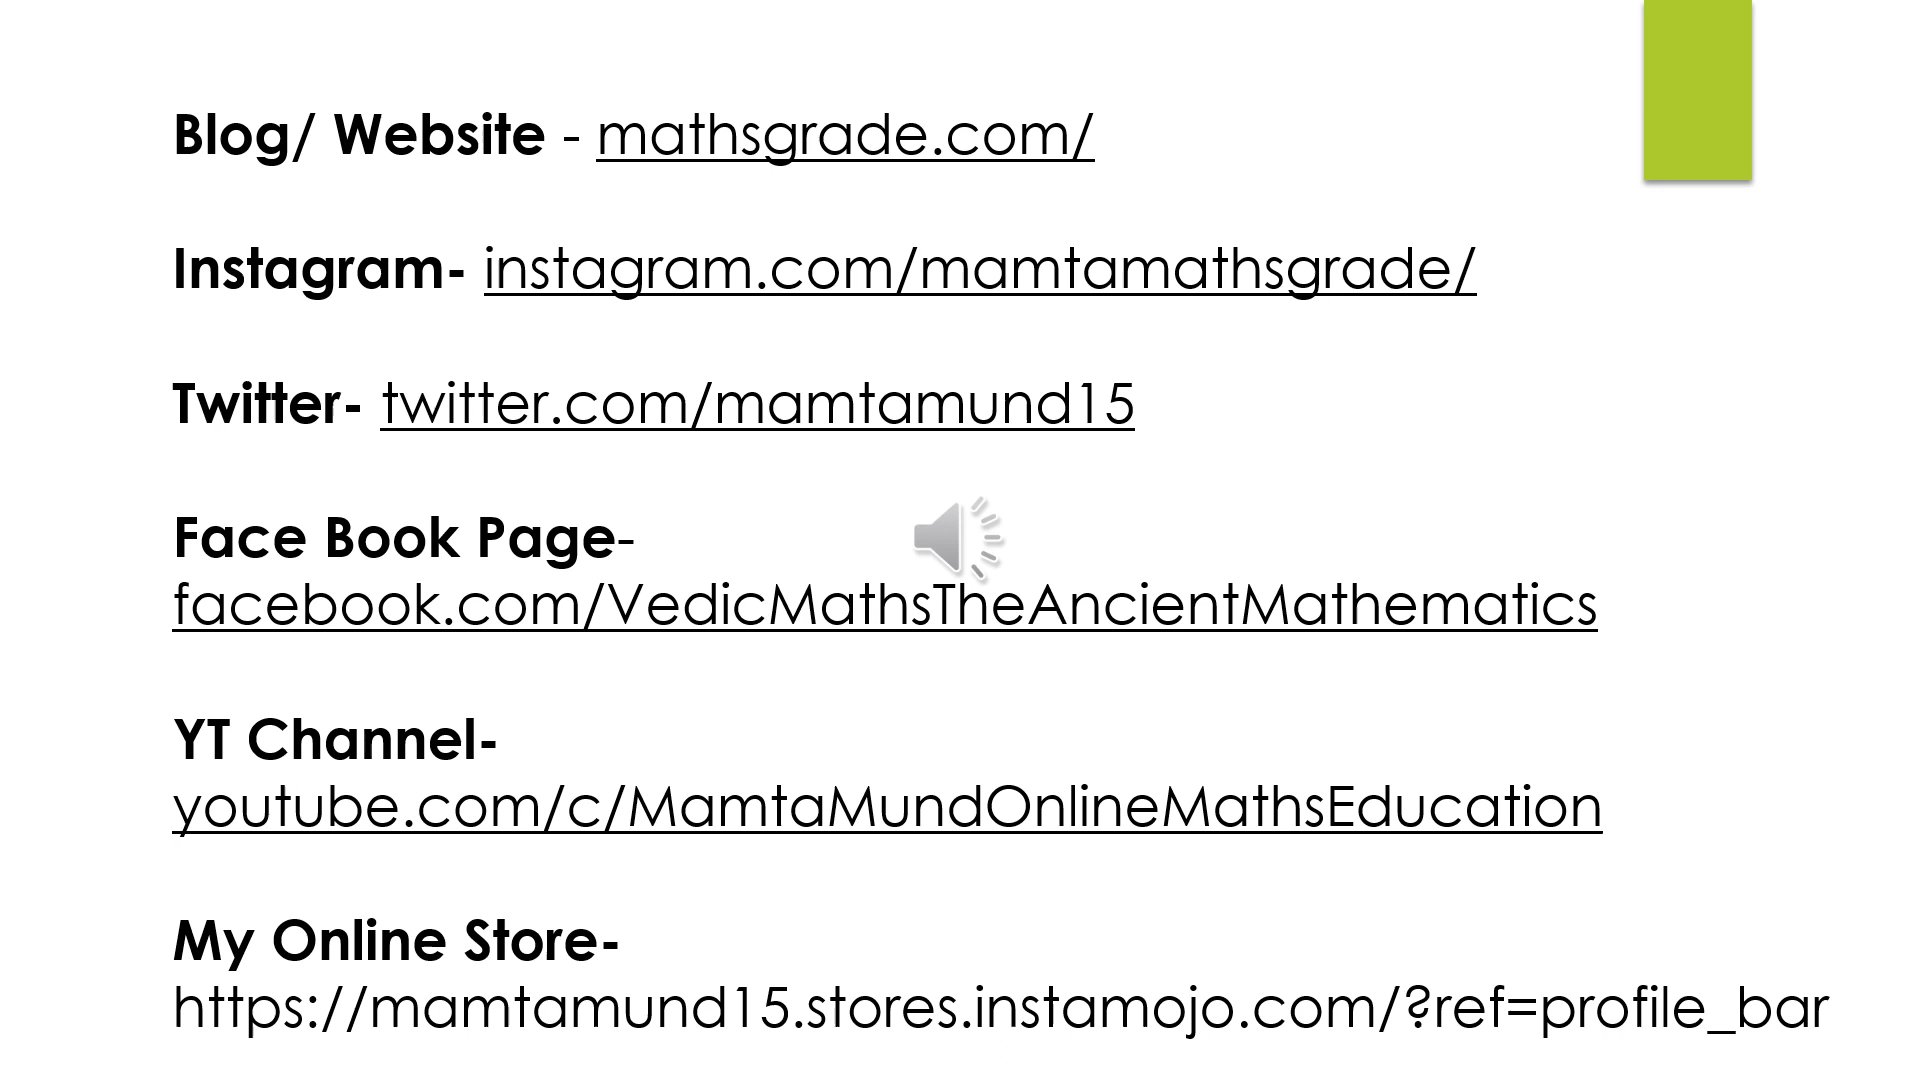 Blog/ Website - mathsgrade.com/
Instagram- instagram.com/mamtamathsgrade/
Twitter- twitter.com/mamtamund15
Face Book Page-
facebook.com/VedicMathsTheAncientMathematics
YT Channel-
youtube.com/c/MamtaMundOnlineMathsEducation
My Online Store-
https://mamtamund15.stores.instamojo.com/?ref=profile_bar